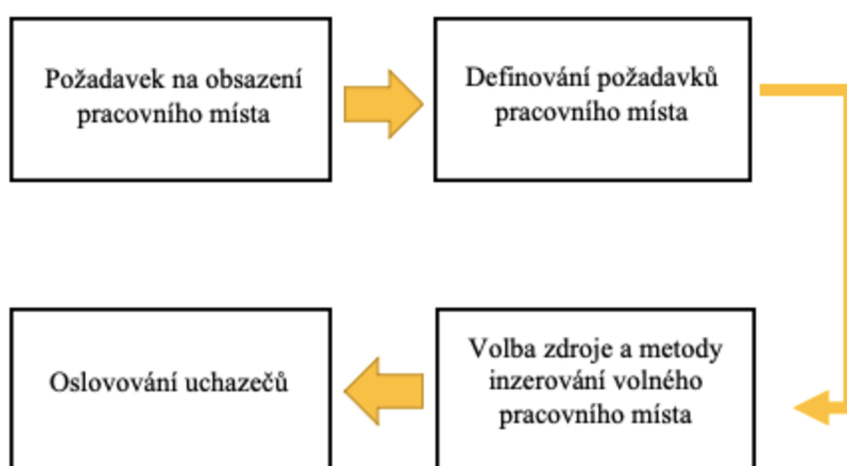 Požadavek na obsazení
pracovního místa
Definování požadavků
pracovního místa
Volba zdroje a metody
inzerování volného
pracovního místa
Oslovování uchazečů